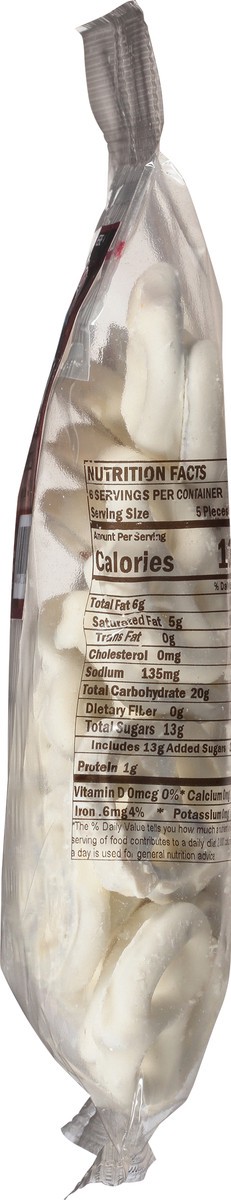 NUTRITION FACTS
6 SERVINGS PER CONTAINER
Serving Size 5 Pieces
Amount Per Serving
Calories
% Dai
Total Fat 6g
Saturated Fat 5g
Trans Fat 0g
Cholesterol 0mg
Sodium 135mg
Total Carbohydrate 20g
Dietary Fiber 0g
Total Sugars 13g
Includes 13g Added Sugars
Protein 1g
Vitamin D 0mcg 0%* Calcium 0mg
Iron .6mg 4% * Potassium 0mg
*The % Daily Value tells you how much a
serving of food contributes to a daily diet.
a day is used for general nutrition advice